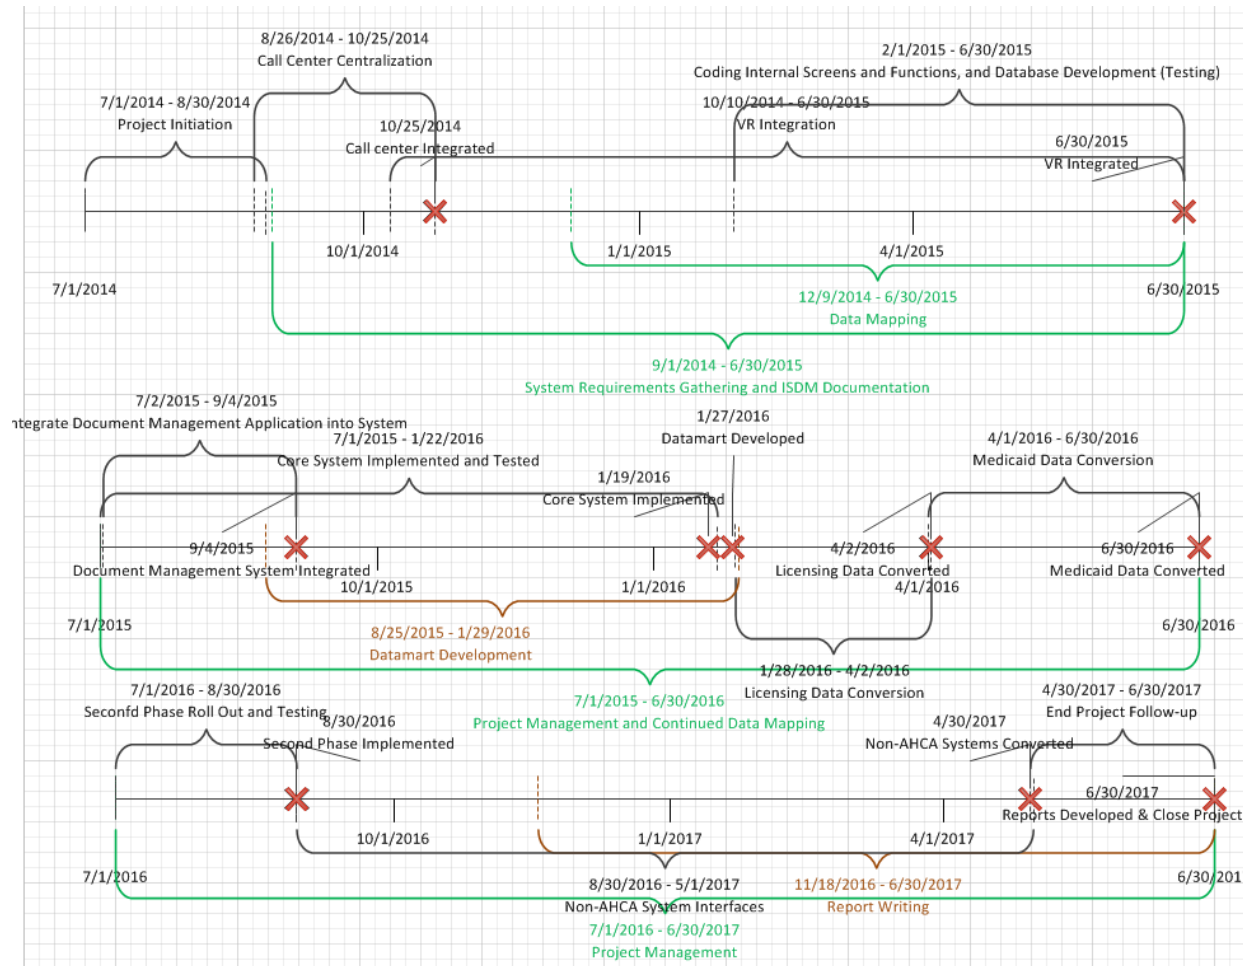 8/26/2014 - 10/25/2014
Call Center Centralization
2/1/2015 - 6/30/2015
Coding Internal Screens and Functions, and Database Development (Testing)
7/1/2014 - 8/30/2014
Project Initiation
10/10/2014 - 6/30/2015
VR Integration
10/25/2014
Call center Integrated
6/30/2015
VR Integrated
10/1/2014
1/1/2015
4/1/2015
7/1/2014
6/30/2015
12/9/2014 - 6/30/2015
Data Mapping
9/1/2014 - 6/30/2015
System Requirements Gathering and ISDM Documentation
7/2/2015 - 9/4/2015
ntegrate Document Management Application into System
7/1/2015 - 1/22/2016
Core System Implemented and Tested
1/27/2016
Datamart Developed
4/1/2016 - 6/30/2016
Medicaid Data Conversion
1/19/2016
Core System Implemented
9/4/2015
Document Management System Integrated
4/2/2016
Licensing Data Converted
6/30/2016
Medicaid Data Converted
10/1/2015
1/1/2016
4/1/2016
7/1/2015
6/30/2016
8/25/2015 - 1/29/2016
Datamart Development
1/28/2016 - 4/2/2016
Licensing Data Conversion
7/1/2015 - 6/30/2016
Project Management and Continued Data Mapping
7/1/2016 - 8/30/2016
Seconfd Phase Roll Out and Testing
8/30/2016
Second Phase Implemented
4/30/2017
Non-AHCA Systems Converted
4/30/2017 - 6/30/2017
End Project Follow-up
6/30/2017
Reports Developed & Close Project
10/1/2016
1/1/2017
4/1/2017
7/1/2016
6/30/201
8/30/2016 - 5/1/2017
Non-AHCA System Interfaces
11/18/2016 - 6/30/2017
Report Writing
7/1/2016 - 6/30/2017
Project Management